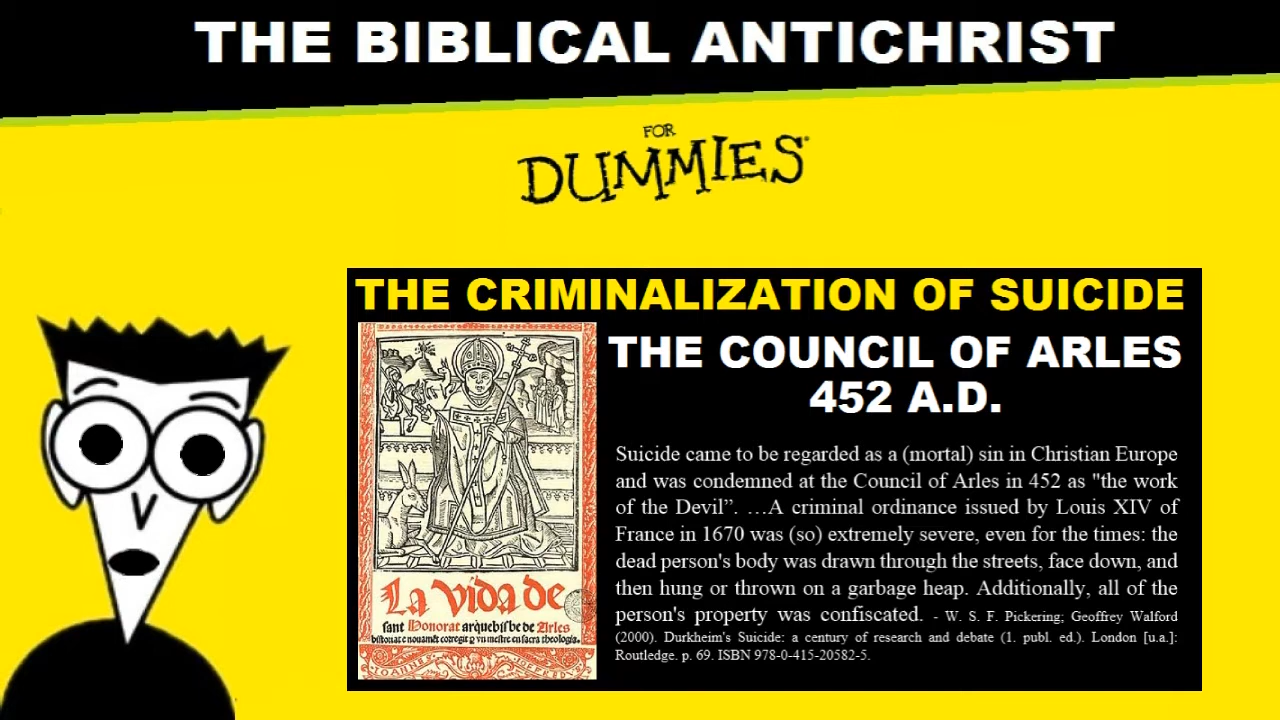 THE BIBLICAL ANTICHRIST
FOR
DUMMIES
THE CRIMINALIZATION OF SUICIDE
THE COUNCIL OF ARLES
452 A.D.
Suicide came to be regarded as a (mortal) sin in Christian Europe
and was condemned at the Council of Arles in 452 as "the work
of the Devil”. …A criminal ordinance issued by Louis XIV of
France in 1670 was (so) extremely severe, even for the times: the
dead person's body was drawn through the streets, face down, and
then hung or thrown on a garbage heap. Additionally, all of the
person's property was confiscated. - W. S. F. Pickering; Geoffrey Walford
(2000). Durkheim's Suicide: a century of research and debate (1. publ. ed.). London [u.a.]:
Routledge. p. 69. ISBN 978-0-415-20582-5.
La vida de
sant Honorat arquebisbe de Arles